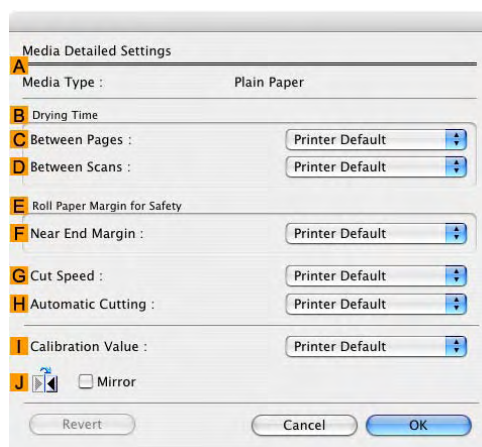 Media Detailed Settings
A
Media Type : Plain Paper
B Drying Time
C Between Pages : Printer Default
D Between Scans : Printer Default
E Roll Paper Margin for Safety
F Near End Margin : Printer Default
G Cut Speed : Printer Default
H Automatic Cutting : Printer Default
I Calibration Value : Printer Default
J Mirror
Revert Cancel OK